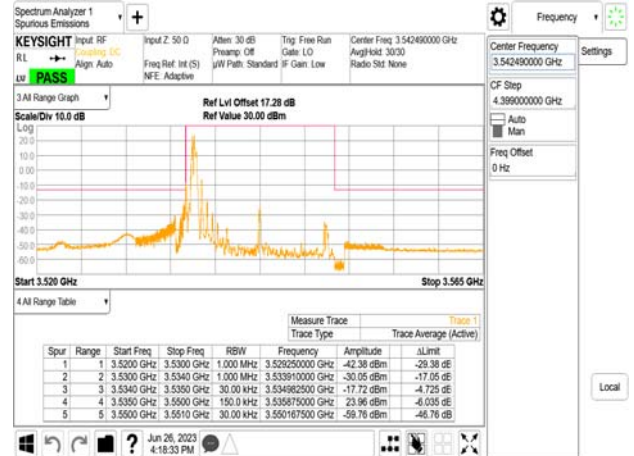 Spectrum Analyzer 1
Spurious Emissions
Frequency
KEYSIGHT
Input: RF
Coupling: DC
Align: Auto
Input Z: 50 Ω
Freq Ref: Int (S)
NFE: Adaptive
Atten: 30 dB
Preamp: Off
µW Path: Standard
Trig: Free Run
Gate: LO
IF Gain: Low
Center Freq: 3.542490000 GHz
Avg|Hold: 30/30
Radio Std: None
RL
PASS
Center Frequency
3.542490000 GHz
Settings
CF Step
4.399000000 GHz
Auto
Man
Freq Offset
0 Hz
Local
3 All Range Graph
Ref Lvl Offset 17.28 dB
Scale/Div 10.0 dB
Ref Value 30.00 dBm
Log
20.0
10.0
0.00
-10.0
-20.0
-30.0
-40.0
-50.0
-60.0
Start 3.520 GHz
Stop 3.565 GHz
4 All Range Table
Measure Trace Trace 1
Trace Type Trace Average (Active)
Spur Range Start Freq Stop Freq RBW Frequency Amplitude ΔLimit
1 1 3.5200 GHz 3.5300 GHz 1.000 MHz 3.529250000 GHz -42.38 dBm -29.38 dB
2 2 3.5300 GHz 3.5340 GHz 1.000 MHz 3.533910000 GHz -30.05 dBm -17.05 dB
3 3 3.5340 GHz 3.5350 GHz 30.00 kHz 3.534982500 GHz -17.72 dBm -4.725 dB
4 4 3.5350 GHz 3.5500 GHz 150.0 kHz 3.535875000 GHz 23.96 dBm -6.035 dB
5 5 3.5500 GHz 3.5510 GHz 30.00 kHz 3.550167500 GHz -59.76 dBm -46.76 dB
Jun 26, 2023
4:18:33 PM